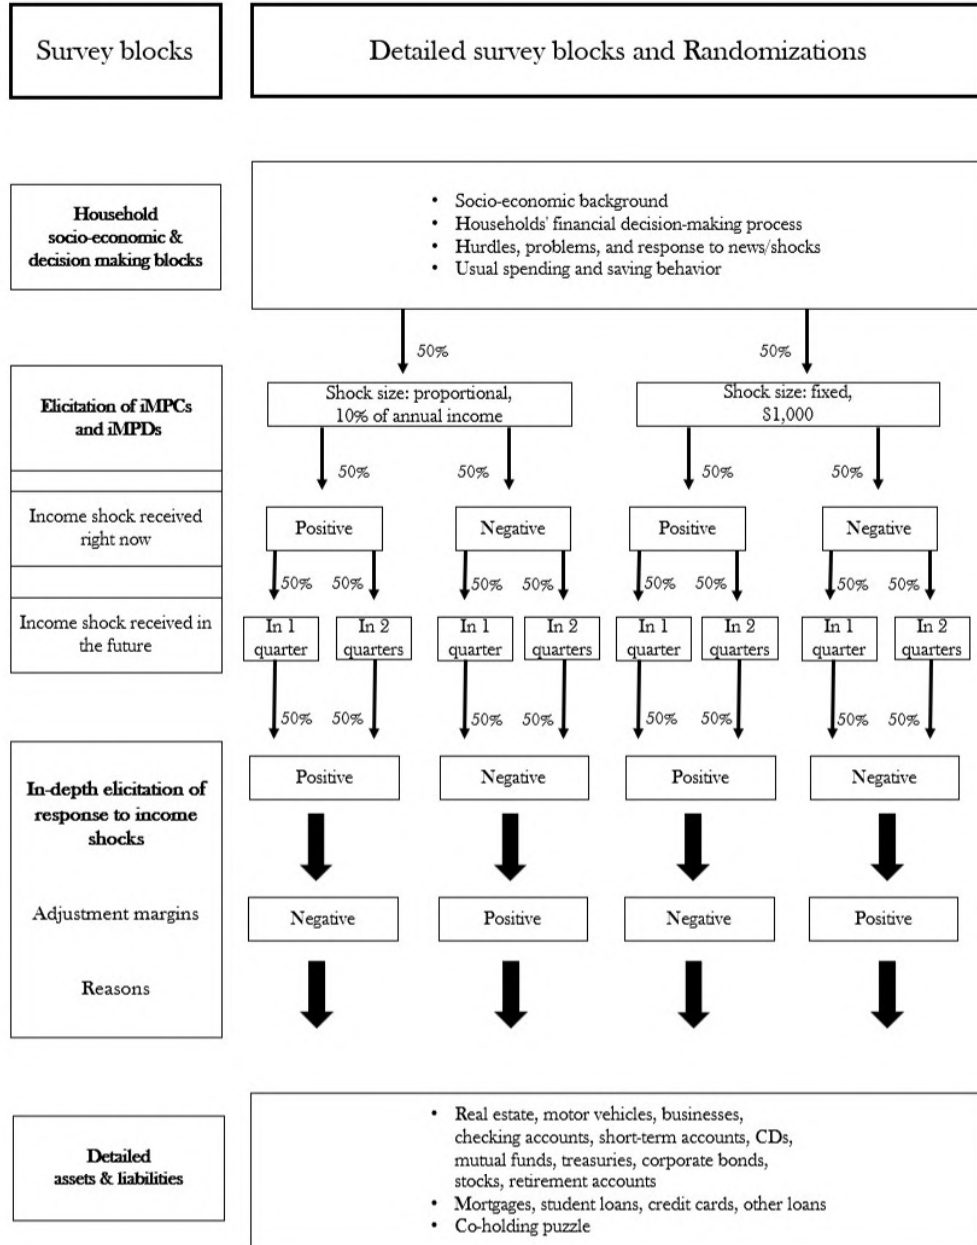 Survey blocks
Detailed survey blocks and Randomizations
Household
socio-economic &
decision making blocks
• Socio-economic background
• Households' financial decision-making process
• Hurdles, problems, and response to news/shocks
• Usual spending and saving behavior
50%
50%
Elicitation of iMPCs
and iMPDs
Shock size: proportional,
10% of annual income
Shock size: fixed,
$1,000
50%
50%
50%
50%
Income shock received
right now
Positive
Negative
Positive
Negative
50%
50%
50%
50%
50%
50%
50%
50%
Income shock received in
the future
In 1
quarter
In 2
quarters
In 1
quarter
In 2
quarters
In 1
quarter
In 2
quarters
In 1
quarter
In 2
quarters
50%
50%
50%
50%
50%
50%
50%
50%
In-depth elicitation of
response to income
shocks
Positive
Negative
Positive
Negative
Adjustment margins
Negative
Positive
Negative
Positive
Reasons
Detailed
assets & liabilities
• Real estate, motor vehicles, businesses,
checking accounts, short-term accounts, CDs,
mutual funds, treasuries, corporate bonds,
stocks, retirement accounts
• Mortgages, student loans, credit cards, other loans
• Co-holding puzzle